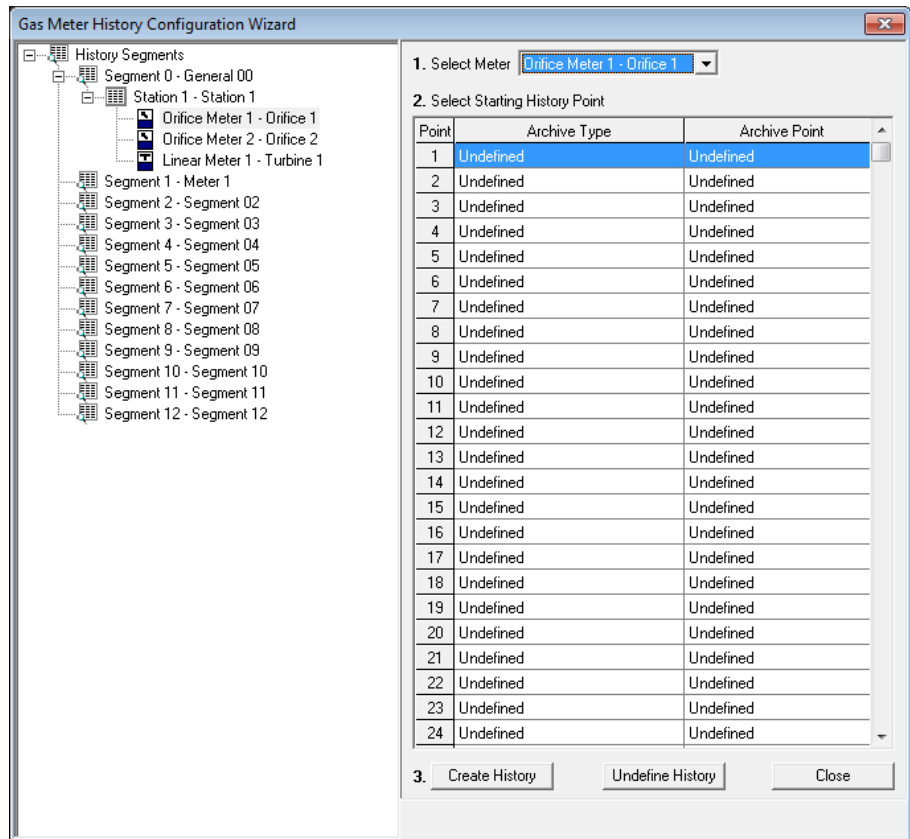 Gas Meter History Configuration Wizard
History Segments
Segment 0 - General 00
Station 1 - Station 1
Orifice Meter 1 - Orifice 1
Orifice Meter 2 - Orifice 2
Linear Meter 1 - Turbine 1
Segment 1 - Meter 1
Segment 2 - Segment 02
Segment 3 - Segment 03
Segment 4 - Segment 04
Segment 5 - Segment 05
Segment 6 - Segment 06
Segment 7 - Segment 07
Segment 8 - Segment 08
Segment 9 - Segment 09
Segment 10 - Segment 10
Segment 11 - Segment 11
Segment 12 - Segment 12
1. Select Meter Orifice Meter 1 - Orifice 1
2. Select Starting History Point
Point Archive Type Archive Point
1 Undefined Undefined
2 Undefined Undefined
3 Undefined Undefined
4 Undefined Undefined
5 Undefined Undefined
6 Undefined Undefined
7 Undefined Undefined
8 Undefined Undefined
9 Undefined Undefined
10 Undefined Undefined
11 Undefined Undefined
12 Undefined Undefined
13 Undefined Undefined
14 Undefined Undefined
15 Undefined Undefined
16 Undefined Undefined
17 Undefined Undefined
18 Undefined Undefined
19 Undefined Undefined
20 Undefined Undefined
21 Undefined Undefined
22 Undefined Undefined
23 Undefined Undefined
24 Undefined Undefined
3. Create History Undefine History Close